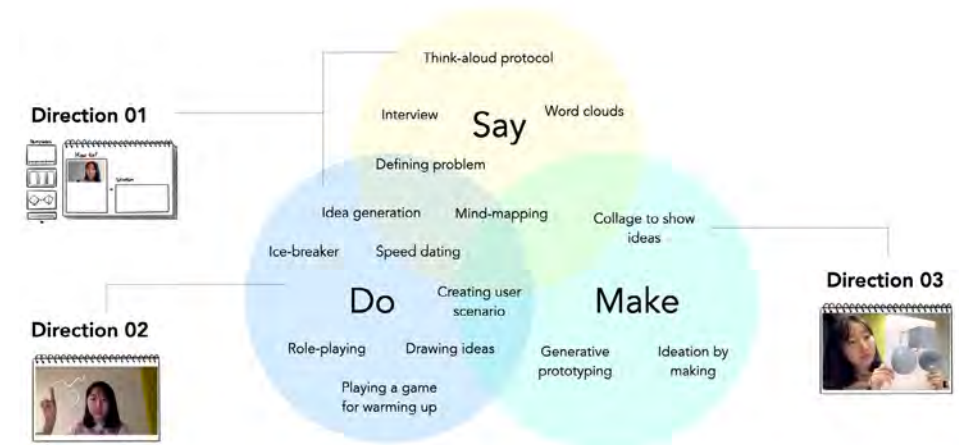 Think-aloud protocol
Direction 01
Interview
Say
Word clouds
Defining problem
Idea generation
Mind-mapping
Collage to show
ideas
Ice-breaker
Speed dating
Direction 03
Do
Creating user
scenario
Make
Direction 02
Role-playing
Drawing ideas
Generative
prototyping
Ideation by
making
Playing a game
for warming up